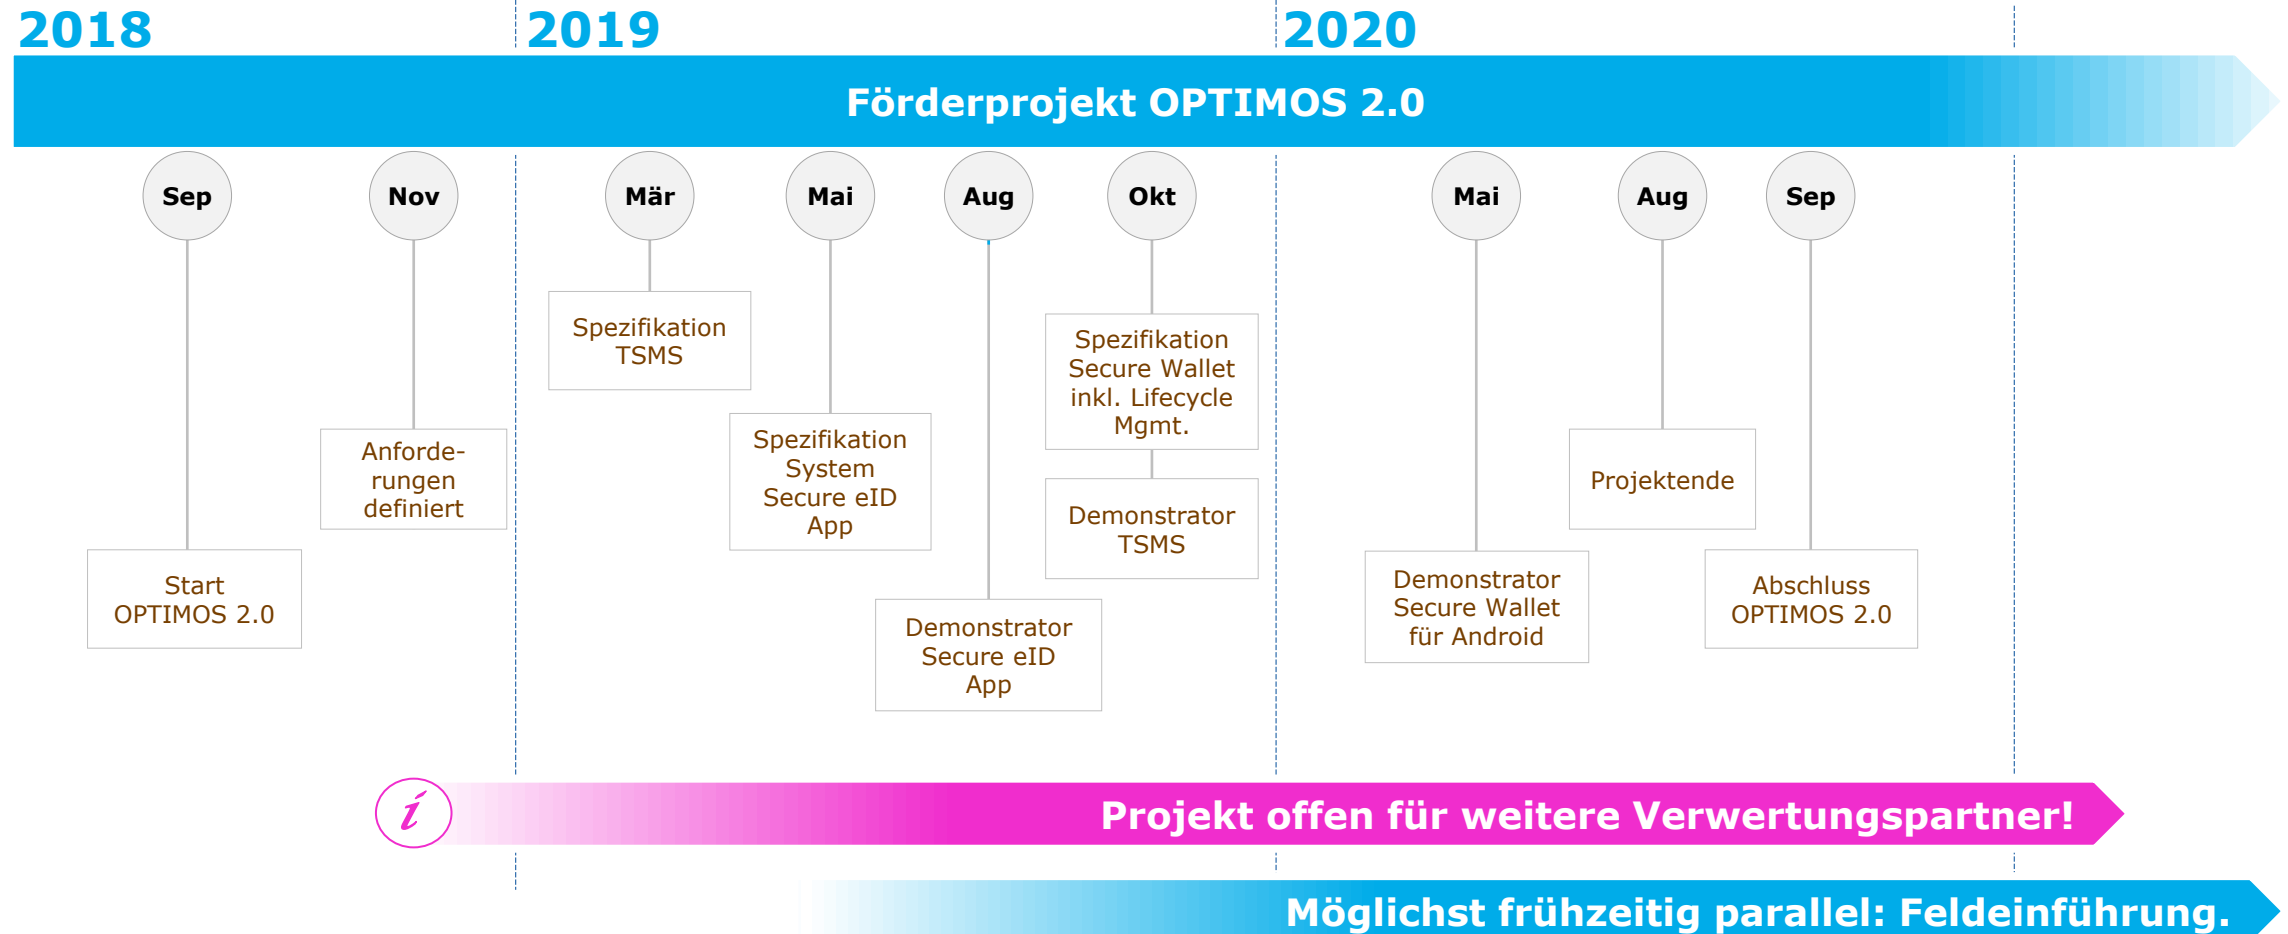 2018
2019
2020
Förderprojekt OPTIMOS 2.0
Sep
Nov
Mär
Mai
Aug
Okt
Mai
Aug
Sep
Start
OPTIMOS 2.0
Anforde-
rungen
definiert
Spezifikation
TSMS
Spezifikation
System
Secure eID
App
Demonstrator
Secure eID
App
Spezifikation
Secure Wallet
inkl. Lifecycle
Mgmt.
Demonstrator
TSMS
Demonstrator
Secure Wallet
für Android
Projektende
Abschluss
OPTIMOS 2.0
i
Projekt offen für weitere Verwertungspartner!
Möglichst frühzeitig parallel: Feldeinführung.